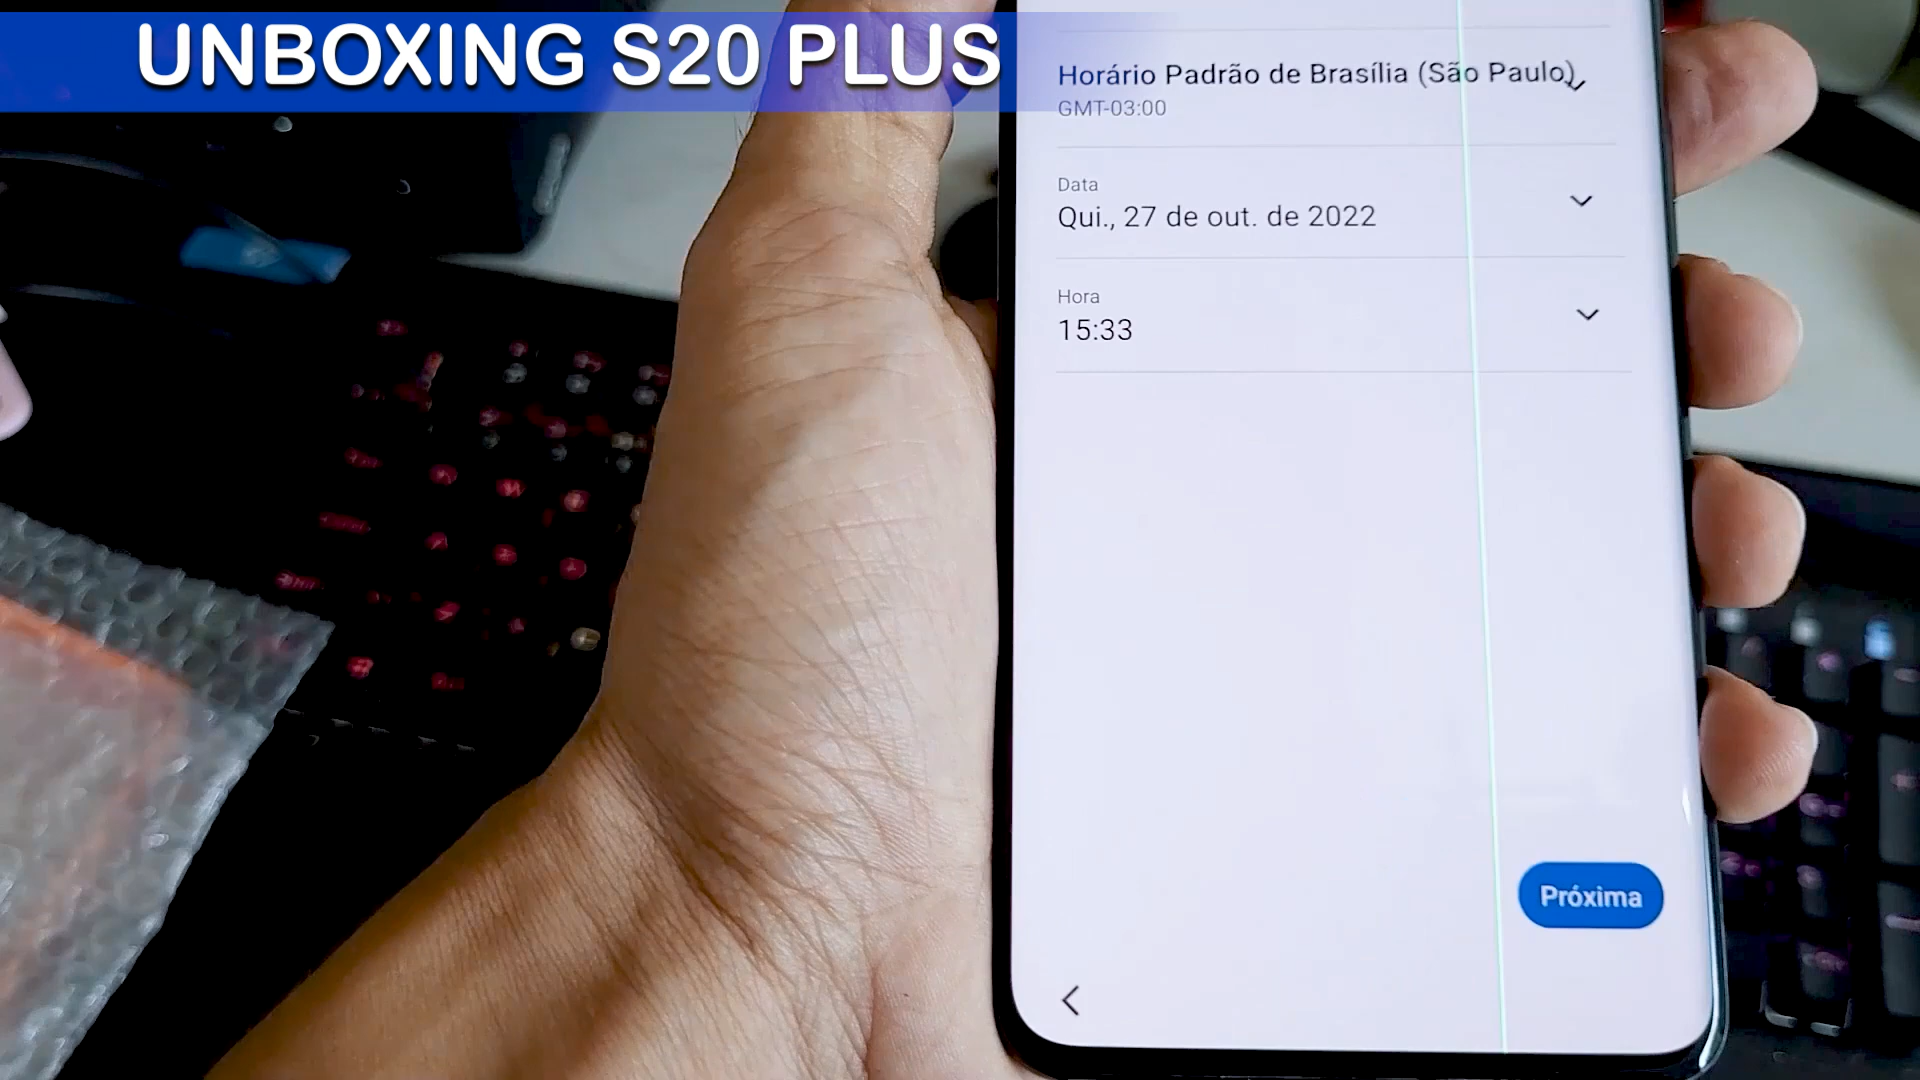 UNBOXING S20 PLUS
Horário Padrão de Brasília (São Paulo)
GMT-03:00
Data
Qui., 27 de out. de 2022
Hora
15:33
Próxima